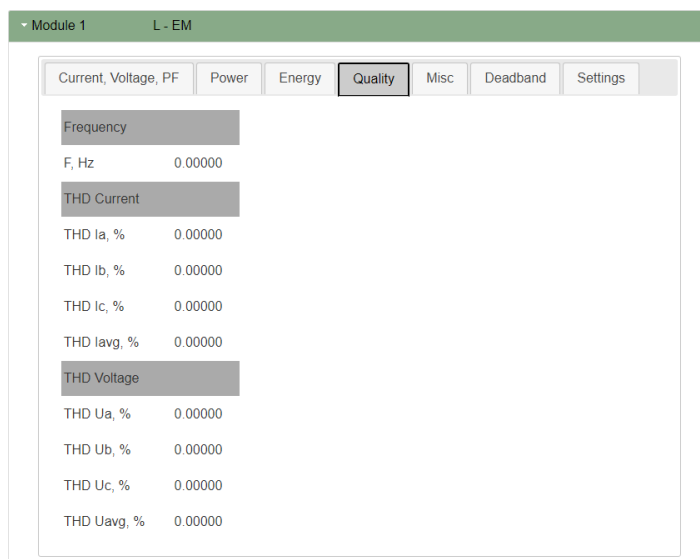 Module 1 L - EM
Current, Voltage, PF Power Energy Quality Misc Deadband Settings
Frequency
F, Hz 0.00000
THD Current
THD Ia, % 0.00000
THD Ib, % 0.00000
THD Ic, % 0.00000
THD Iavg, % 0.00000
THD Voltage
THD Ua, % 0.00000
THD Ub, % 0.00000
THD Uc, % 0.00000
THD Uavg, % 0.00000